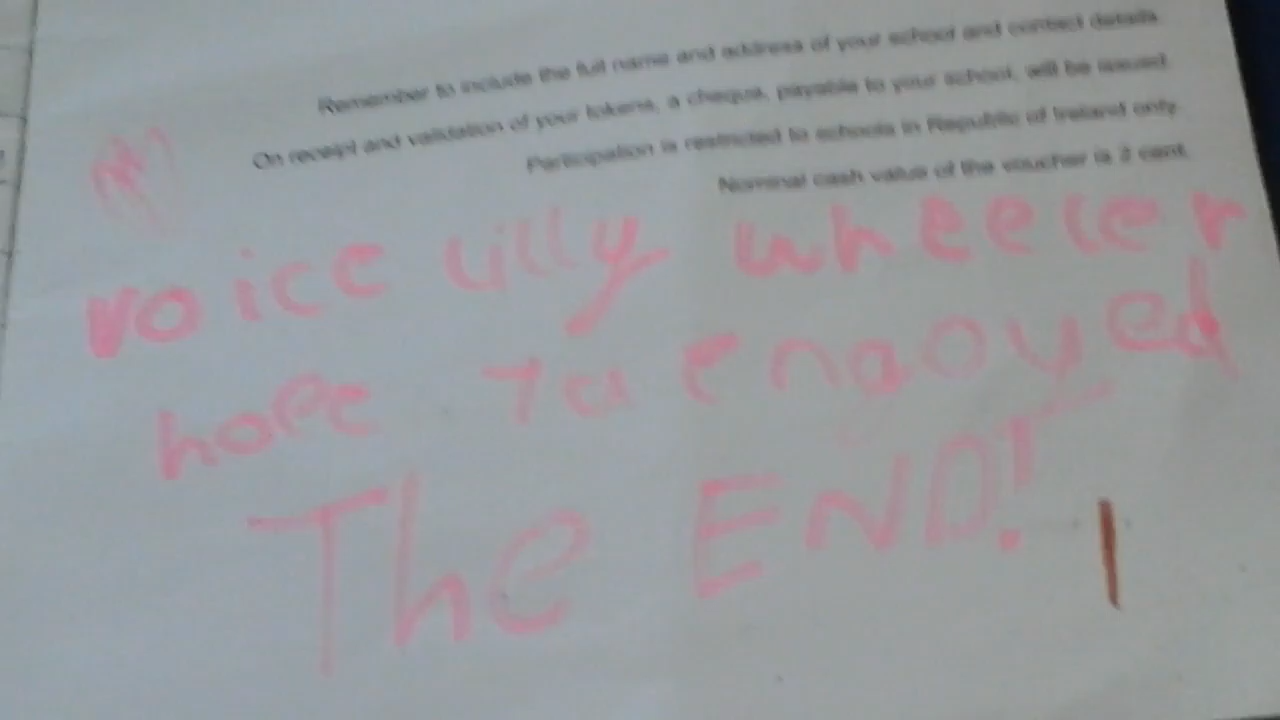 Remember to include the full name and address of your school and contact details.
On receipt and validation of your tokens, a cheque, payable to your school, will be issued.
Participation is restricted to schools in Republic of Ireland only.
Nominal cash value of the voucher is 2 cent.
voice lilly wheeler
hope enaoyed
The END!